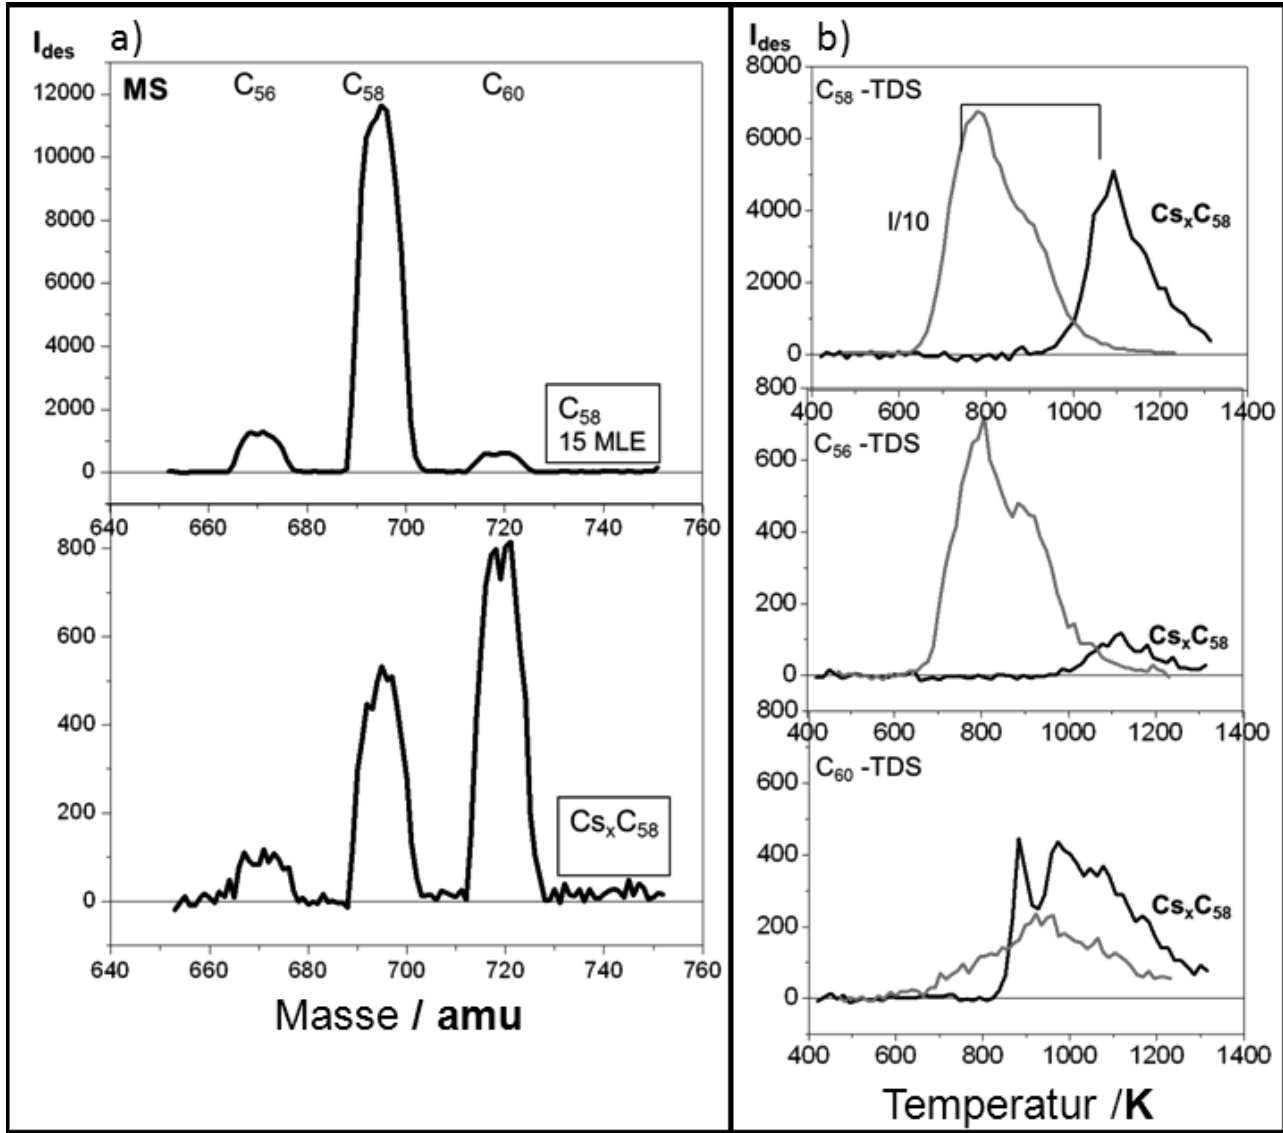 a)
I_des
MS C₅₆ C₅₈ C₆₀
12000
10000
8000
6000
4000
2000
0
C₅₈
15 MLE
640 660 680 700 720 740 760
800
600
400
200
0
CsₓC₅₈
640 660 680 700 720 740 760
Masse / amu
b)
I_des
8000
6000
4000
2000
0
C₅₈ -TDS
I/10
CsₓC₅₈
400 600 800 1000 1200 1400
800
600
400
200
0
C₅₆ -TDS
CsₓC₅₈
400 600 800 1000 1200 1400
800
600
400
200
0
C₆₀ -TDS
CsₓC₅₈
400 600 800 1000 1200 1400
Temperatur /K